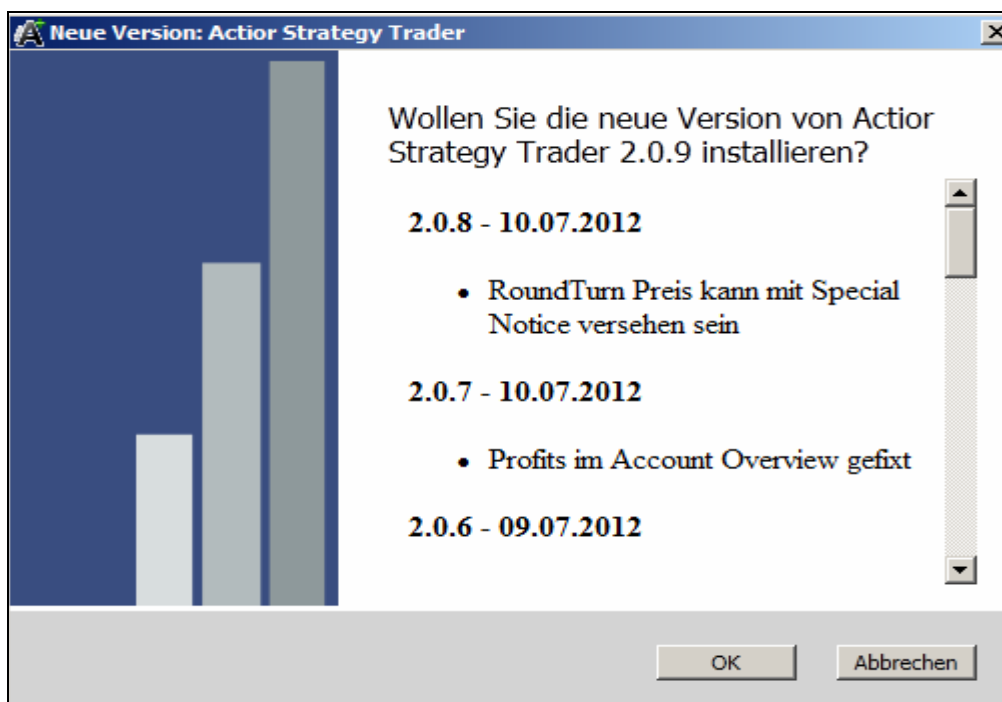 Neue Version: Actior Strategy Trader
Wollen Sie die neue Version von Actior
Strategy Trader 2.0.9 installieren?
2.0.8 - 10.07.2012
• RoundTurn Preis kann mit Special
Notice versehen sein
2.0.7 - 10.07.2012
• Profits im Account Overview gefixt
2.0.6 - 09.07.2012
OK
Abbrechen